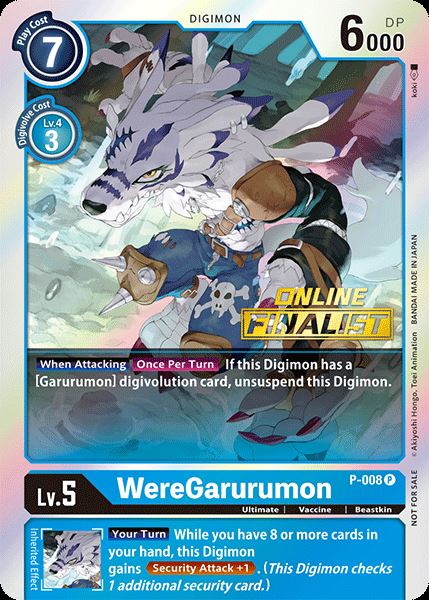 Play Cost
7
DIGIMON
DP
6000
Digivolve Cost
Lv.4
3
koki
ONLINE
FINALIST
When Attacking Once Per Turn If this Digimon has a
[Garurumon] digivolution card, unsuspend this Digimon.
© Akiyoshi Hongo, Toei Animation BANDAI MADE IN JAPAN
NOT FOR SALE
P-008 P
Lv.5 WereGarurumon
Ultimate | Vaccine | Beastkin
Inherited Effect
Your Turn While you have 8 or more cards in
your hand, this Digimon
gains Security Attack +1 . (This Digimon checks
1 additional security card.)